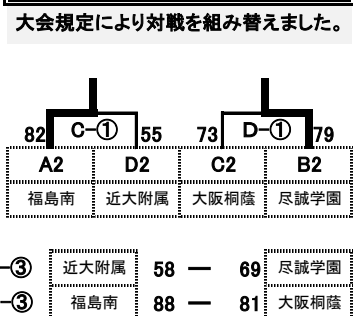 大会規定により対戦を組み替えました。
82 C-① 55 73 D-① 79
A2 D2 C2 B2
福島南 近大附属 大阪桐蔭 尽誠学園
-③ 近大附属 58 — 69 尽誠学園
-③ 福島南 88 — 81 大阪桐蔭